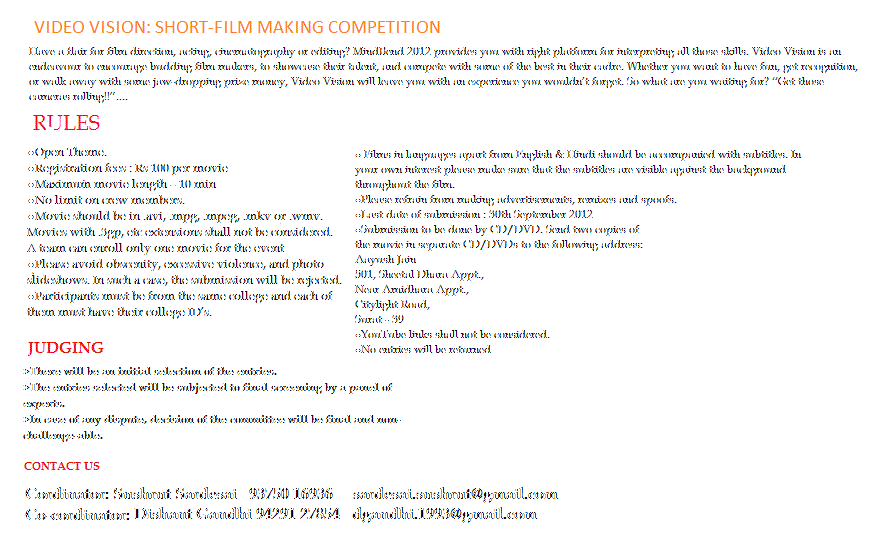 VIDEO VISION: SHORT-FILM MAKING COMPETITION
Have a flair for film direction, acting, cinematography or editing? MindBend 2012 provides you with right platform for interpreting all those skills. Video Vision is an
endeavour to encourage budding film makers, to showcase their talent, and compete with some of the best in their cadre. Whether you want to have fun, get recognition,
or walk away with some jaw-dropping prize money, Video Vision will leave you with an experience you wouldn't forget. So what are you waiting for? "Get those
cameras rolling!!"....
RULES
○Open Theme.
○Registration fees : Rs 100 per movie
○Maximum movie length – 10 min
○No limit on crew members.
○Movie should be in .avi, .mpg, .mpeg, .mkv or .wmv.
Movies with 3gp, etc extensions shall not be considered.
A team can enroll only one movie for the event
○Please avoid obscenity, excessive violence, and photo
slideshows. In such a case, the submission will be rejected.
○Participants must be from the same college and each of
them must have their college ID's.
○ Films in languages apart from English & Hindi should be accompanied with subtitles. In
your own interest please make sure that the subtitles are visible against the background
throughout the film.
○Please refrain from making advertisements, remixes and spoofs.
○Last date of submission : 30th September 2012
○Submission to be done by CD/DVD. Send two copies of
the movie in separate CD/DVDs to the following address:
Aayush Jain
501, Sheetal Dham Appt.,
Near Amidham Appt.,
Citylight Road,
Surat - 39
○YouTube links shall not be considered.
○No entries will be returned
JUDGING
>There will be an initial selection of the entries.
>The entries selected will be subjected to final screening by a panel of
experts.
>In case of any dispute, decision of the committee will be final and non-
challenge able.
CONTACT US
Cordinator: Sushant Sardessai 93750 16936 sardessai.sushant@gmail.com
Co-cordinator: Dishant Gandhi 94291 27884 dgandhi.1993@gmail.com